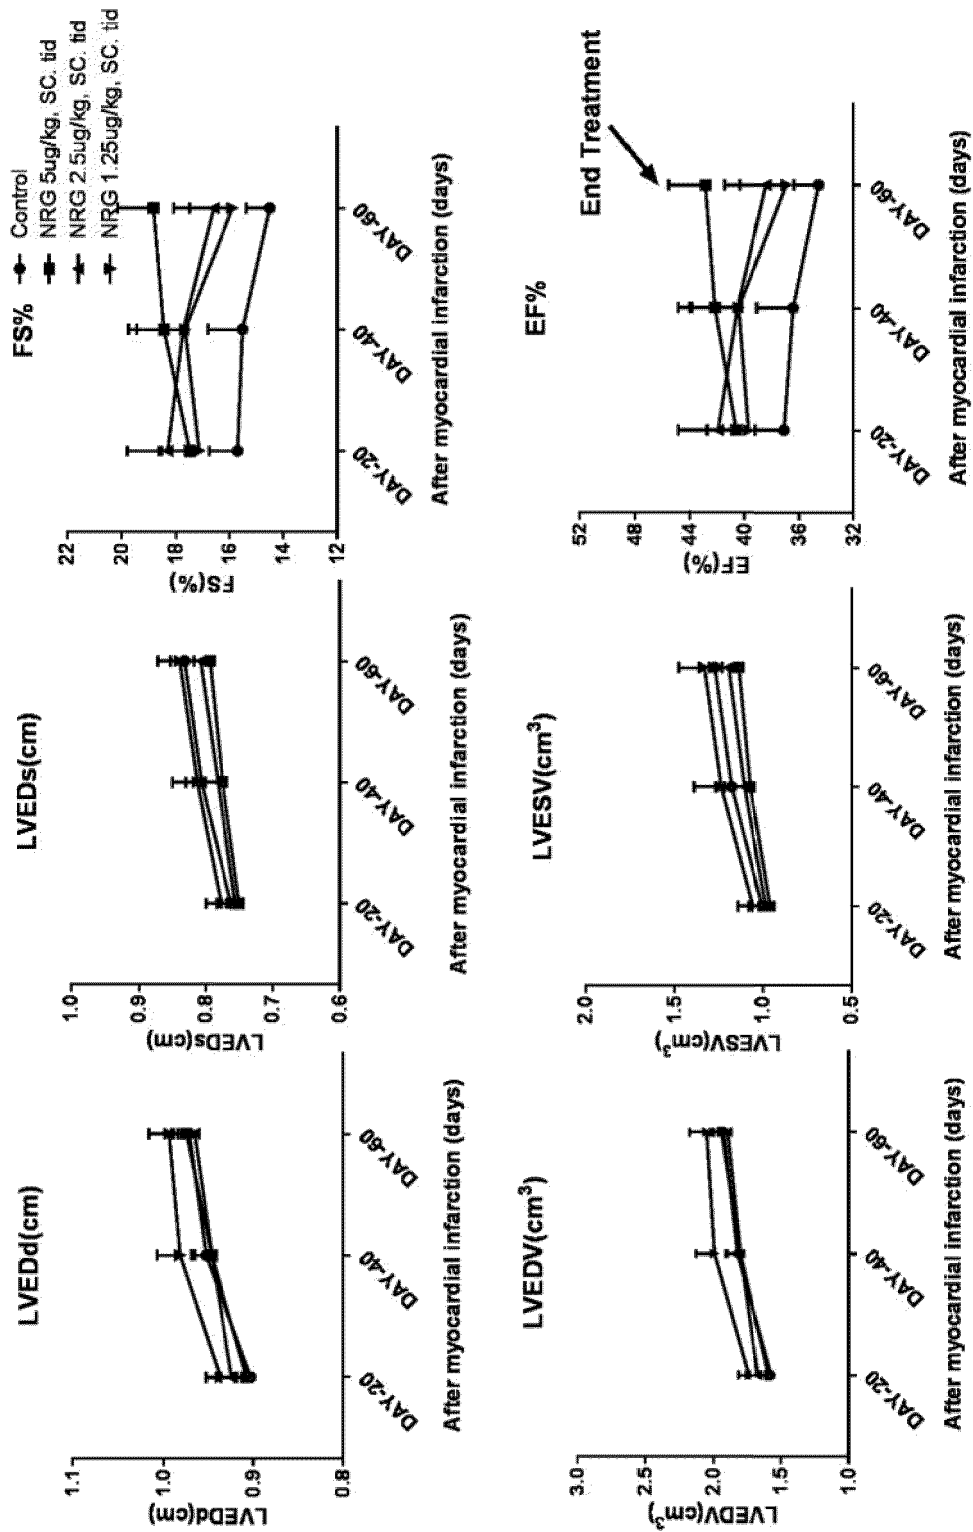 LVEDd(cm)
LVEDd(cm)
1.1
1.0
0.9
0.8
DAY-20
DAY-40
DAY-60
After myocardial infarction (days)
LVEDs(cm)
LVEDs(cm)
1.0
0.9
0.8
0.7
0.6
DAY-20
DAY-40
DAY-60
After myocardial infarction (days)
FS%
Control
NRG 5ug/kg, SC. tid
NRG 2.5ug/kg, SC. tid
NRG 1.25ug/kg, SC. tid
FS(%)
22
20
18
16
14
12
DAY-20
DAY-40
DAY-60
After myocardial infarction (days)
LVEDV(cm³)
LVEDV(cm³)
3.0
2.5
2.0
1.5
1.0
DAY-20
DAY-40
DAY-60
After myocardial infarction (days)
LVESV(cm³)
LVESV(cm³)
2.0
1.5
1.0
0.5
DAY-20
DAY-40
DAY-60
After myocardial infarction (days)
EF%
End Treatment
EF(%)
52
48
44
40
36
32
DAY-20
DAY-40
DAY-60
After myocardial infarction (days)